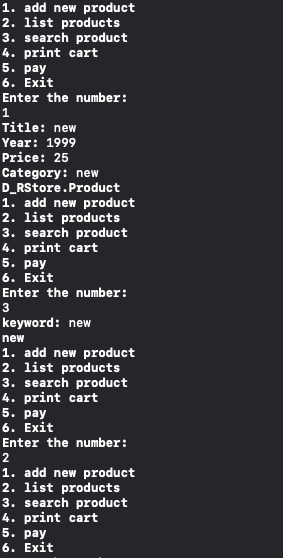 1. add new product
2. list products
3. search product
4. print cart
5. pay
6. Exit
Enter the number:
1
Title: new
Year: 1999
Price: 25
Category: new
D_RStore.Product
1. add new product
2. list products
3. search product
4. print cart
5. pay
6. Exit
Enter the number:
3
keyword: new
new
1. add new product
2. list products
3. search product
4. print cart
5. pay
6. Exit
Enter the number:
2
1. add new product
2. list products
3. search product
4. print cart
5. pay
6. Exit